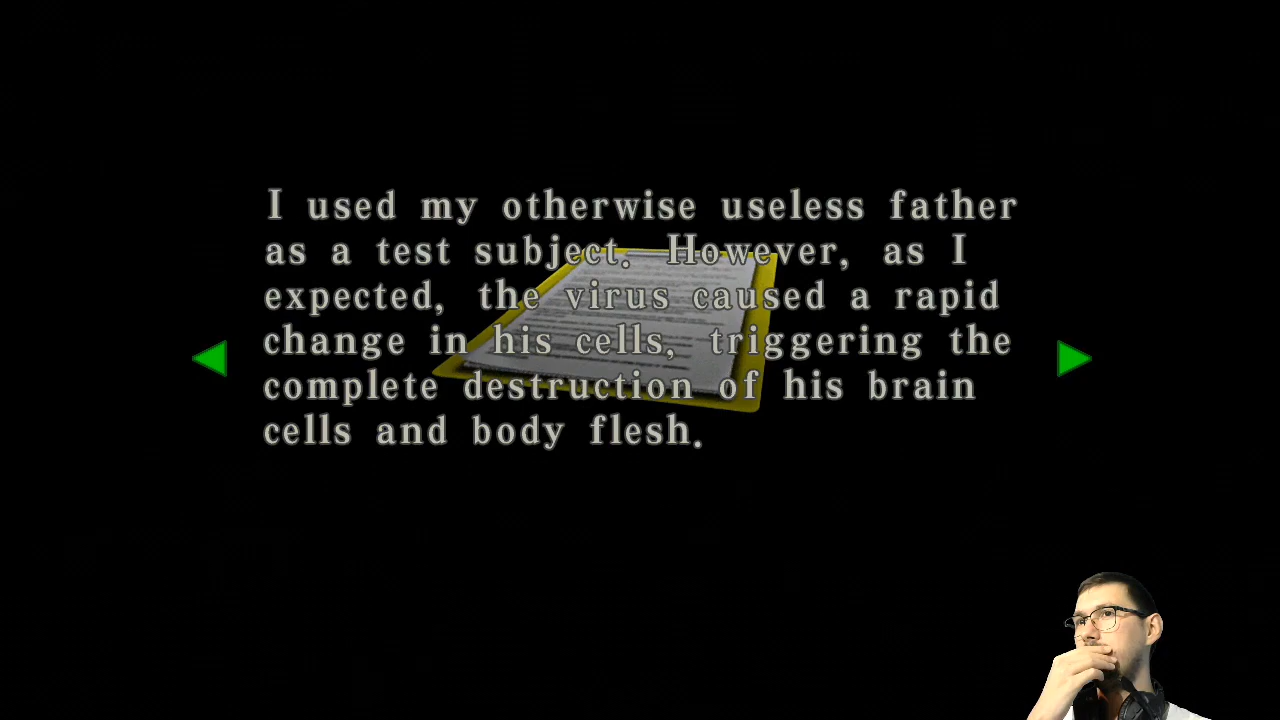 I used my otherwise useless father
as a test subject. However, as I
expected, the virus caused a rapid
change in his cells, triggering the
complete destruction of his brain
cells and body flesh.